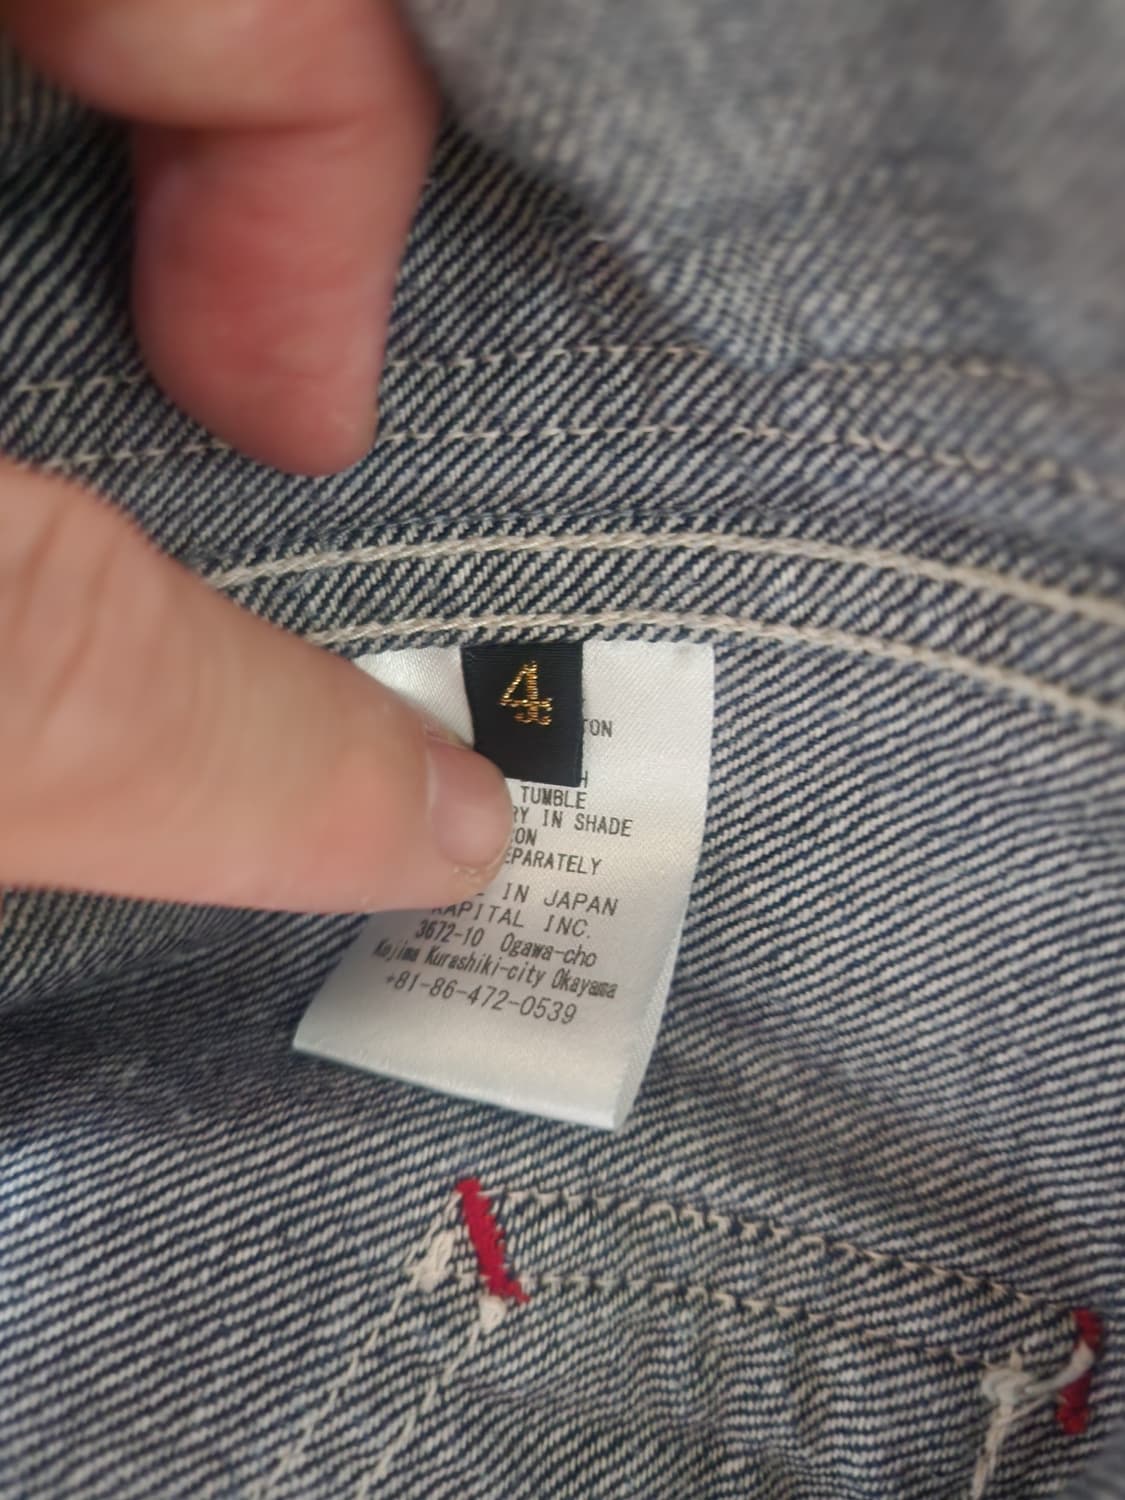 4
TON
H
TUMBLE
RY IN SHADE
ON
EPARATELY
IN JAPAN
KAPITAL INC.
3672-10 Ogawa-cho
Kojima Kurashiki-city Okayama
+81-86-472-0539